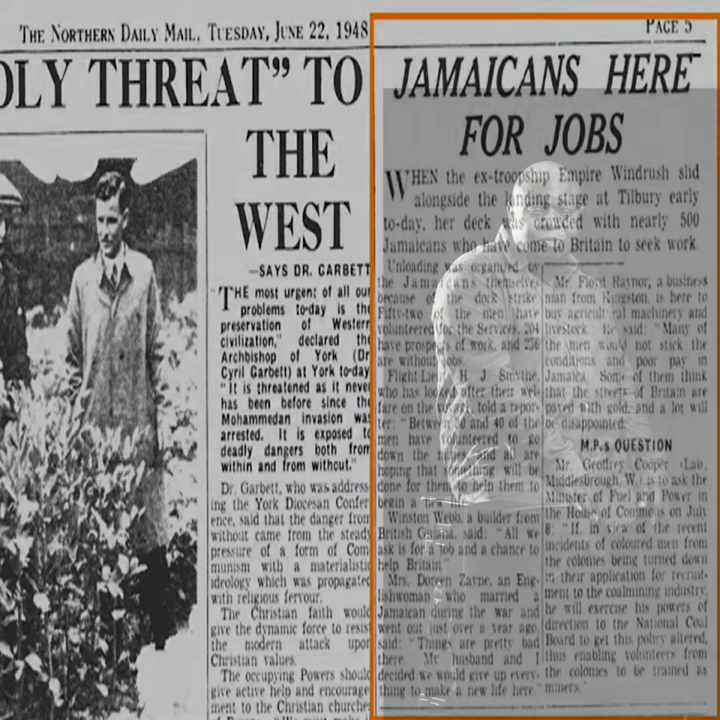 THE NORTHERN DAILY MAIL, TUESDAY, JUNE 22, 1948
PAGE 5
OLY THREAT” TO
THE
WEST
—SAYS DR. GARBETT
THE most urgent of all our
problems to-day is the
preservation of Western
civilization,” declared the
Archbishop of York (Dr
Cyril Garbett) at York to-day
“It is threatened as it never
has been before since the
Mohammedan invasion was
arrested. It is exposed to
deadly dangers both from
within and from without.”
Dr. Garbett, who was address
ing the York Diocesan Confer
ence, said that the danger from
without came from the steady
pressure of a form of Com
munism with a materialistic
ideology which was propagated
with religious fervour.
The Christian faith would
give the dynamic force to resist
the modern attack upon
Christian values.
The occupying Powers should
give active help and encourage
ment to the Christian churches
JAMAICANS HERE
FOR JOBS
WHEN the ex-troopship Empire Windrush slid
alongside the landing stage at Tilbury early
to-day, her deck was crowded with nearly 500
Jamaicans who have come to Britain to seek work.
Unloading was organized by
the Jamaicans themselves
because of the dock strike
Fifty-two of the men have
volunteered for the Services, 204
have prospects of work, and 236
are without jobs.
Flight-Lieut. H. J. Smythe,
who has looked after their wel-
fare on the voyage, told a repor-
ter: “Between 30 and 40 of the
men have volunteered to go
down the mines and are
hoping that something will be
done for them to help them to
begin a new life.
Winston Webb, a builder from
British Guiana, said: “All we
ask is for a job and a chance to
help Britain”
Mrs. Doreen Zayne, an Eng-
lishwoman who married a
Jamaican during the war and
went out just over a year ago,
said: “Things are pretty bad
there. My husband and I
decided we would give up every-
thing to make a new life here”
Mr. Floyd Raynor, a business
man from Kingston, is here to
buy agricultural machinery and
livestock. He said: “Many of
the men would not stick the
conditions and poor pay in
Jamaica. Some of them think
that the streets of Britain are
paved with gold, and a lot will
be disappointed.
M.P.s QUESTION
Mr. Geoffrey Cooper (Lab.,
Middlesbrough, W.) is to ask the
Minister of Fuel and Power in
the House of Commons on July
8: “If, in view of the recent
incidents of coloured men from
the colonies being turned down
in their application for recruit-
ment to the coalmining industry,
he will exercise his powers of
direction to the National Coal
Board to get this policy altered,
thus enabling volunteers from
the colonies to be trained as
miners.”